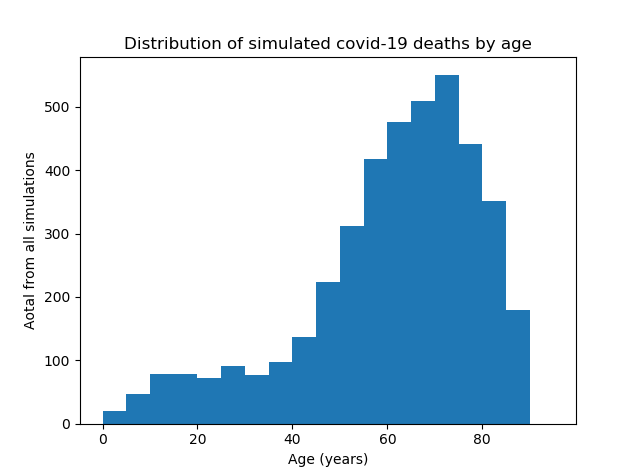 Distribution of simulated covid-19 deaths by age
Aotal from all simulations
500
400
300
200
100
0
0 20 40 60 80
Age (years)